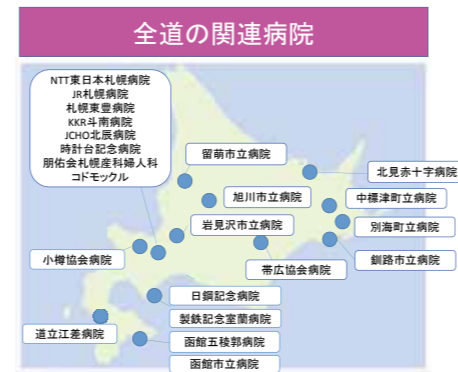 全道の関連病院
NTT東日本札幌病院
JR札幌病院
札幌東豊病院
KKR斗南病院
JCHO北辰病院
時計台記念病院
朋佑会札幌産科婦人科
コドモックル
留萌市立病院
北見赤十字病院
旭川市立病院
中標津町立病院
岩見沢市立病院
別海町立病院
小樽協会病院
帯広協会病院
釧路市立病院
日鋼記念病院
製鉄記念室蘭病院
道立江差病院
函館五稜郭病院
函館市立病院